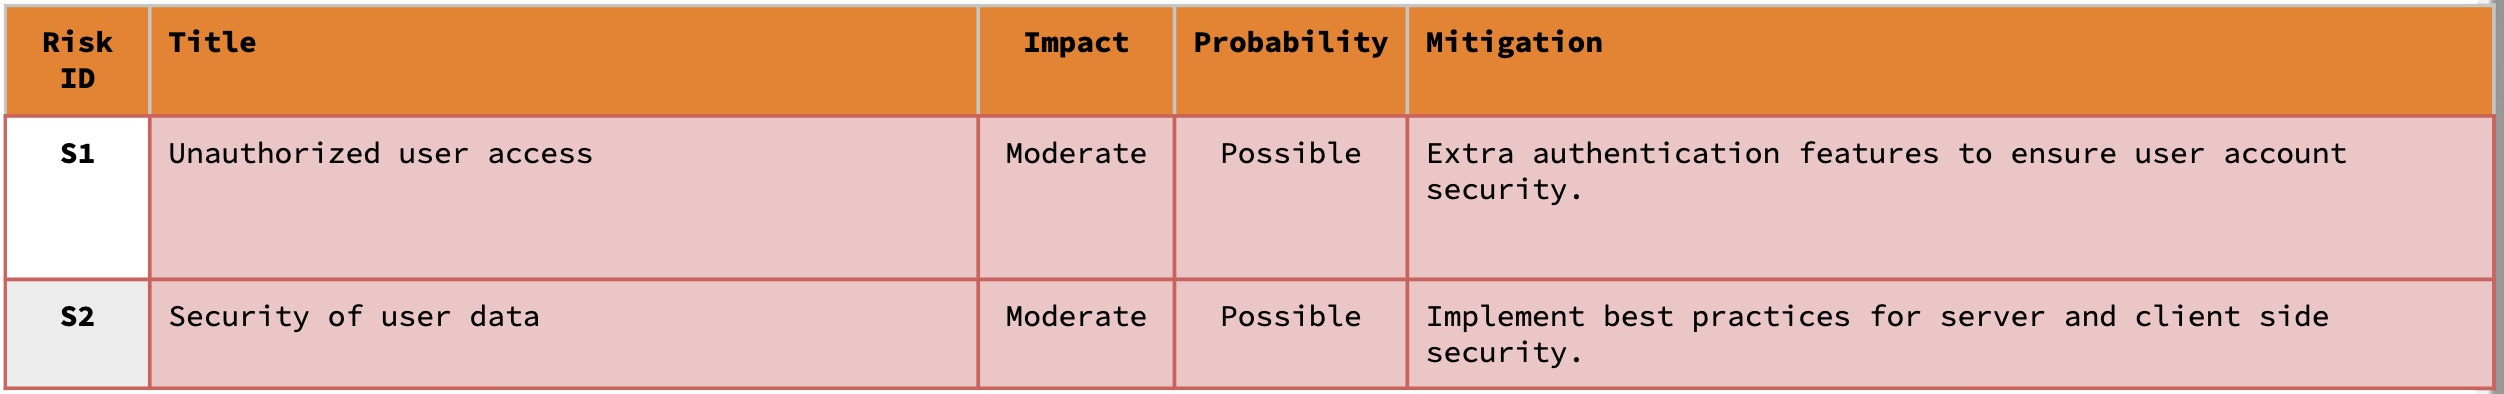 Risk ID Title Impact Probability Mitigation
S1 Unauthorized user access Moderate Possible Extra authentication features to ensure user account
security.
S2 Security of user data Moderate Possible Implement best practices for server and client side
security.